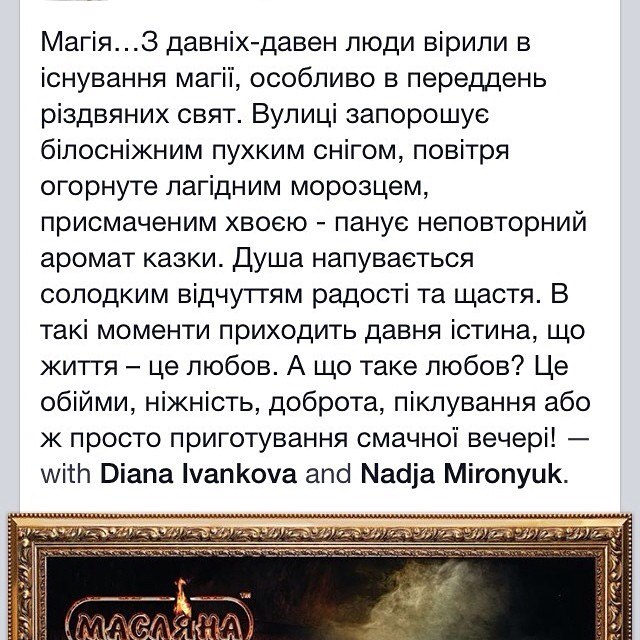 Магія...З давніх-давен люди вірили в
існування магії, особливо в переддень
різдвяних свят. Вулиці запорошує
білосніжним пухким снігом, повітря
огорнуте лагідним морозцем,
присмаченим хвоєю - панує неповторний
аромат казки. Душа напувається
солодким відчуттям радості та щастя. В
такі моменти приходить давня істина, що
життя – це любов. А що таке любов? Це
обійми, ніжність, доброта, піклування або
ж просто приготування смачної вечері! —
with Diana Ivankova and Nadja Mironyuk.
МАСЛЯНА ™